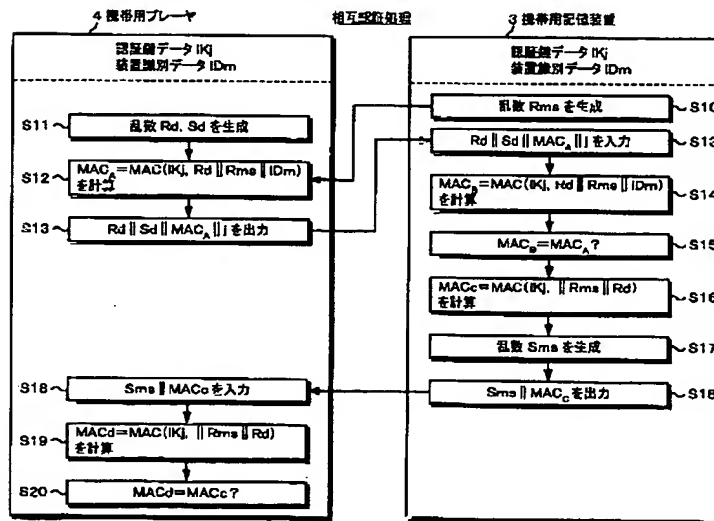 相互認証処理
4 携帯用プレーヤ
認証鍵データ IKj
装置識別データ IDm
S11
乱数 Rd, Sd を生成
S12
MAC_A=MAC(IKj, Rd || Rms || IDm)
を計算
S13
Rd || Sd || MAC_A || j を出力
S18
Sms || MACc を入力
S19
MACd=MAC(IKj, || Rms || Rd)
を計算
S20
MACd=MACc ?
3 携帯用記憶装置
認証鍵データ IKj
装置識別データ IDm
乱数 Rms を生成
S10
Rd || Sd || MAC_A || j を入力
S13
MAC_B=MAC(IKj, Rd || Rms || IDm)
を計算
S14
MAC_B=MAC_A ?
S15
MACc=MAC(IKj, || Rms || Rd)
を計算
S16
乱数 Sms を生成
S17
Sms || MAC_C を出力
S18